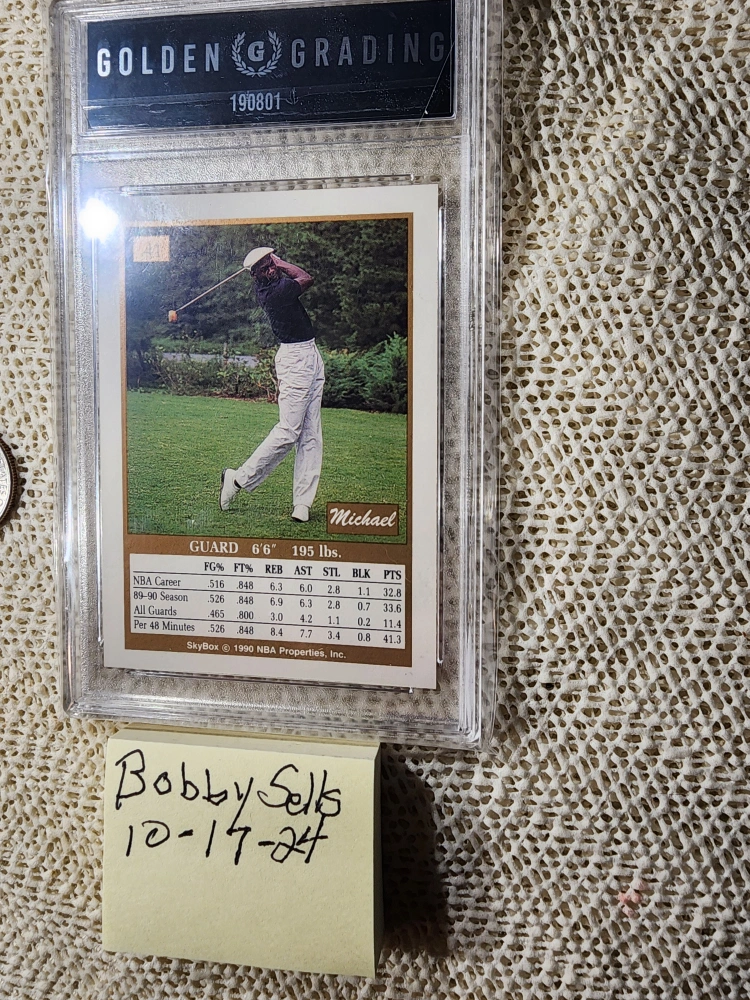 GOLDEN G GRADING
190801
41
Michael
GUARD 6'6" 195 lbs.
FG% FT% REB AST STL BLK PTS
NBA Career .516 .848 6.3 6.0 2.8 1.1 32.8
89-90 Season .526 .848 6.9 6.3 2.8 0.7 33.6
All Guards .465 .800 3.0 4.2 1.1 0.2 11.4
Per 48 Minutes .526 .848 8.4 7.7 3.4 0.8 41.3
SkyBox © 1990 NBA Properties, Inc.
Bobby Sells
10-17-24